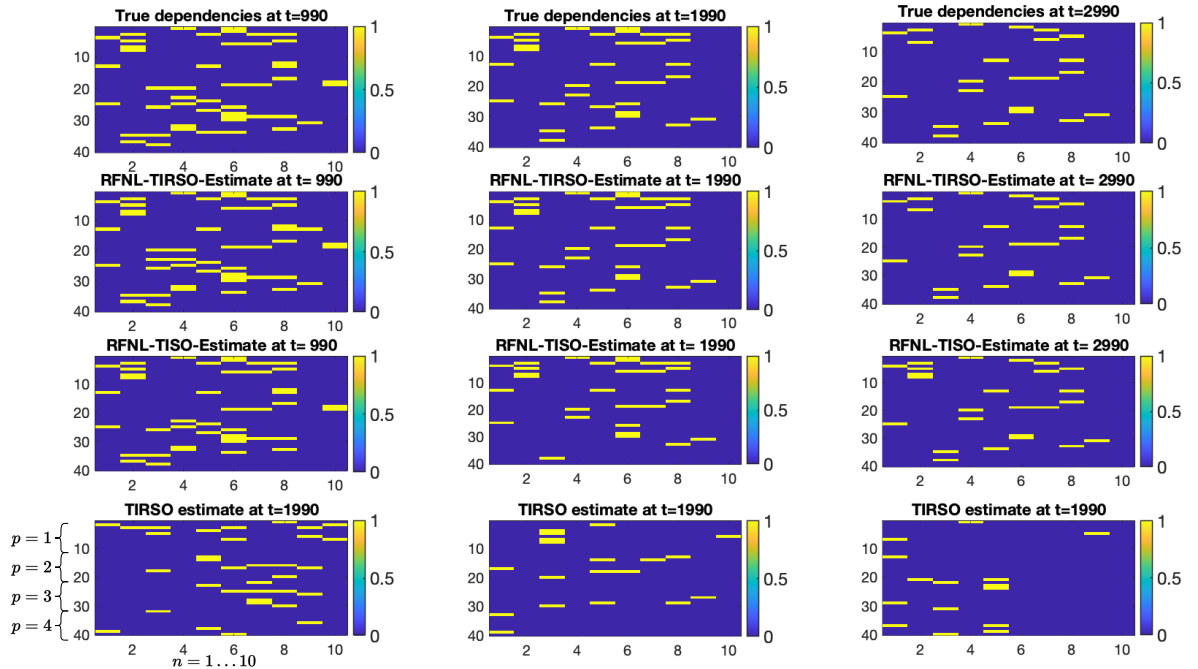 True dependencies at t=990
True dependencies at t=1990
True dependencies at t=2990
10
20
30
40
2 4 6 8 10
0
0.5
1
10
20
30
40
2 4 6 8 10
0
0.5
1
10
20
30
40
2 4 6 8 10
0
0.5
1
RFNL-TIRSO-Estimate at t= 990
RFNL-TIRSO-Estimate at t= 1990
RFNL-TIRSO-Estimate at t= 2990
10
20
30
40
2 4 6 8 10
0
0.5
1
10
20
30
40
2 4 6 8 10
0
0.5
1
10
20
30
40
2 4 6 8 10
0
0.5
1
RFNL-TISO-Estimate at t= 990
RFNL-TISO-Estimate at t= 1990
RFNL-TISO-Estimate at t= 2990
10
20
30
40
2 4 6 8 10
0
0.5
1
10
20
30
40
2 4 6 8 10
0
0.5
1
10
20
30
40
2 4 6 8 10
0
0.5
1
TIRSO estimate at t=1990
TIRSO estimate at t=1990
TIRSO estimate at t=1990
p = 1
p = 2
p = 3
p = 4
10
20
30
40
2 4 6 8 10
0
0.5
1
10
20
30
40
2 4 6 8 10
0
0.5
1
10
20
30
40
2 4 6 8 10
0
0.5
1
n = 1 . . . 10